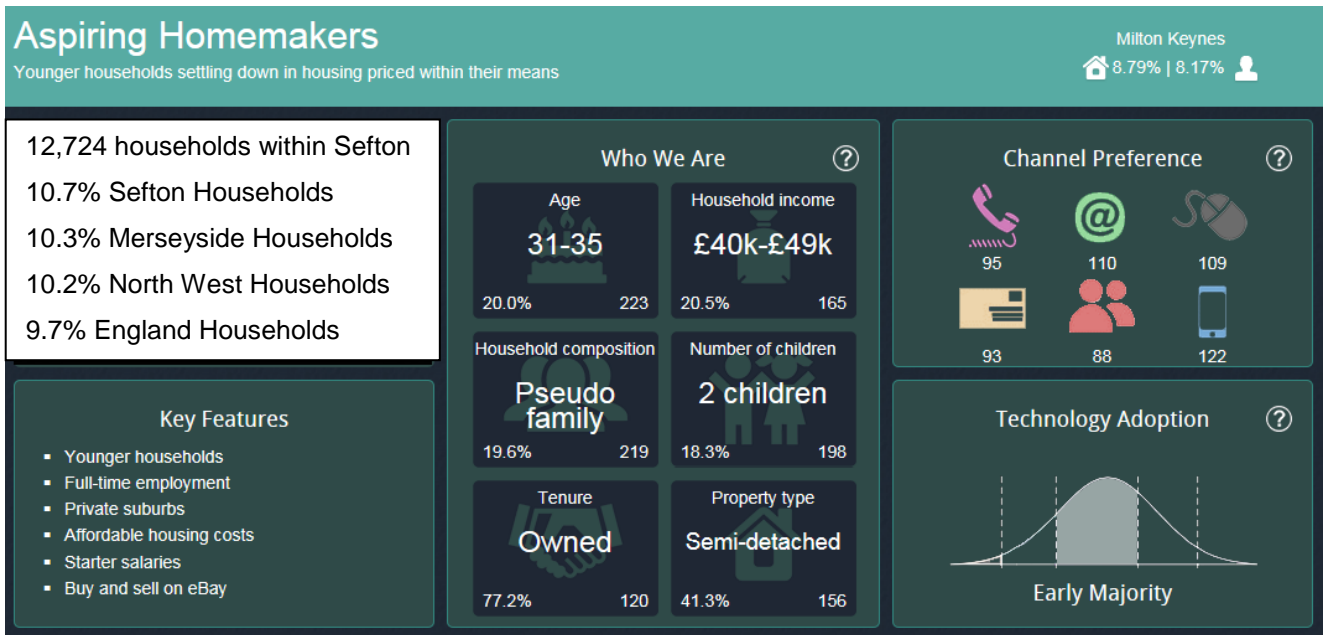 Aspiring Homemakers
Younger households settling down in housing priced within their means
Milton Keynes
8.79% | 8.17%
12,724 households within Sefton
10.7% Sefton Households
10.3% Merseyside Households
10.2% North West Households
9.7% England Households
Key Features
▪ Younger households
▪ Full-time employment
▪ Private suburbs
▪ Affordable housing costs
▪ Starter salaries
▪ Buy and sell on eBay
Who We Are ?
Age
31-35
20.0% 223
Household income
£40k-£49k
20.5% 165
Household composition
Pseudo
family
19.6% 219
Number of children
2 children
18.3% 198
Tenure
Owned
77.2% 120
Property type
Semi-detached
41.3% 156
Channel Preference ?
@
95 110 109
93 88 122
Technology Adoption ?
Early Majority